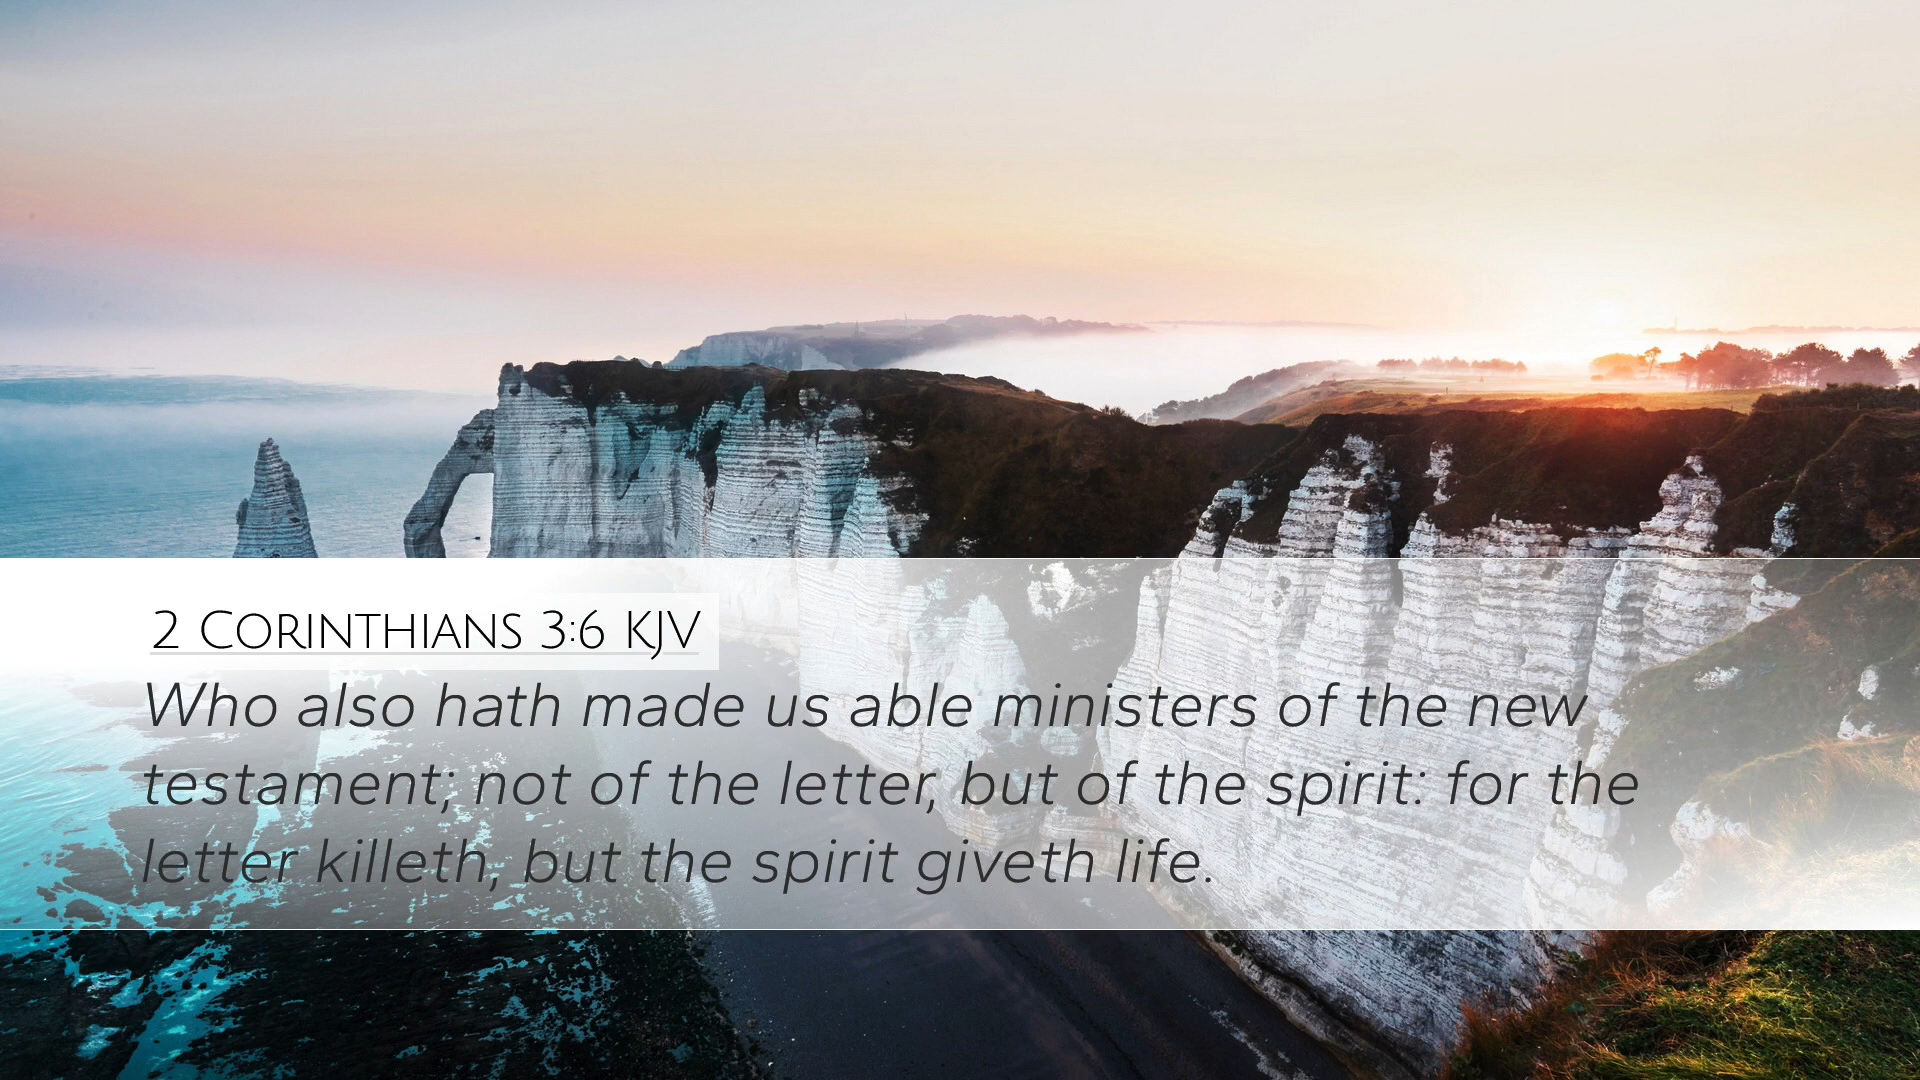 2 Corinthians 3:6 KJV
Who also hath made us able ministers of the new
testament; not of the letter, but of the spirit: for the
letter killeth, but the spirit giveth life.